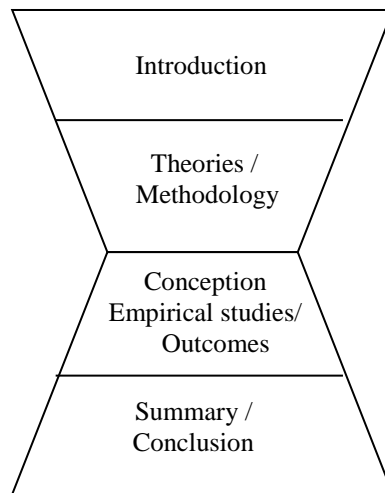 Introduction
Theories /
Methodology
Conception
Empirical studies/
Outcomes
Summary /
Conclusion